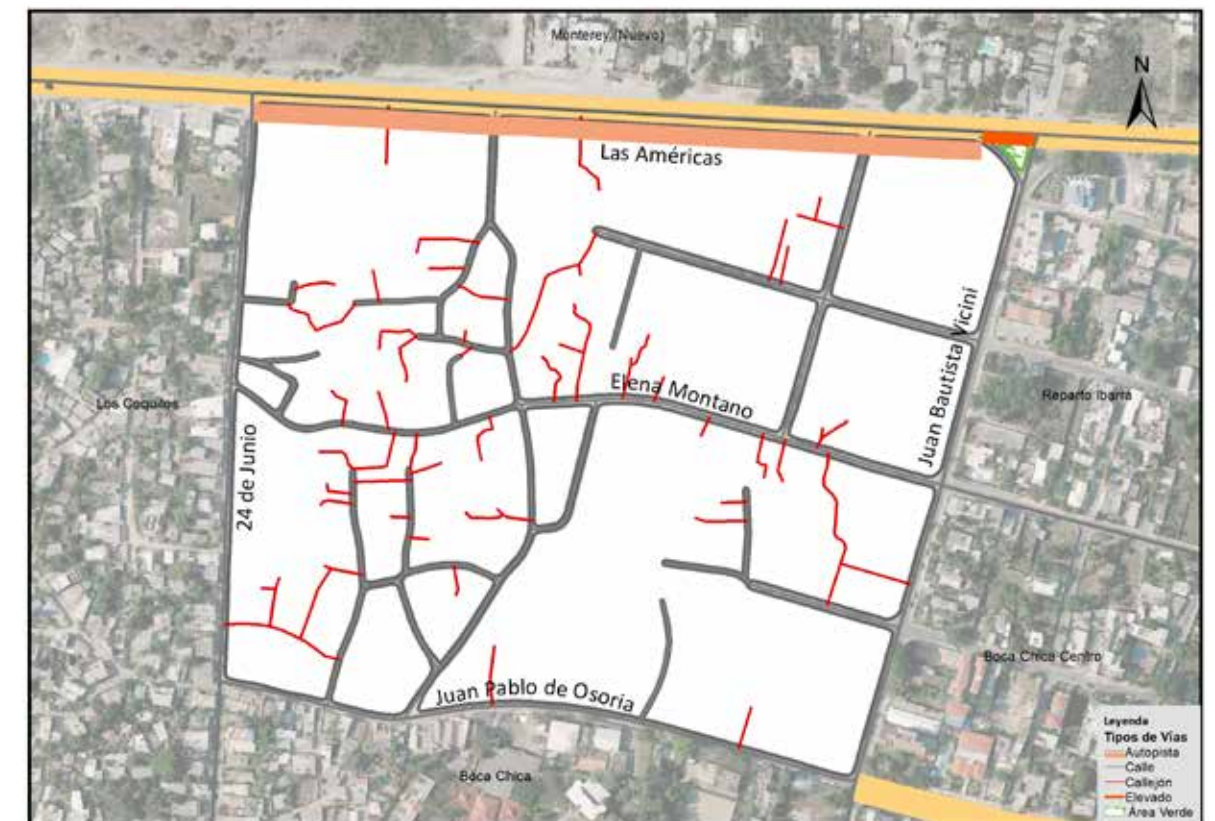 Monterey (Nuevo)
N
Las Américas
Juan Bautista Vicini
Elena Montano
Los Coquitos
Reparto Ibarra
24 de Junio
Boca Chica Centro
Juan Pablo de Osoria
Boca Chica
Leyenda
Tipos de Vías
Autopista
Calle
Callejón
Elevado
Área Verde